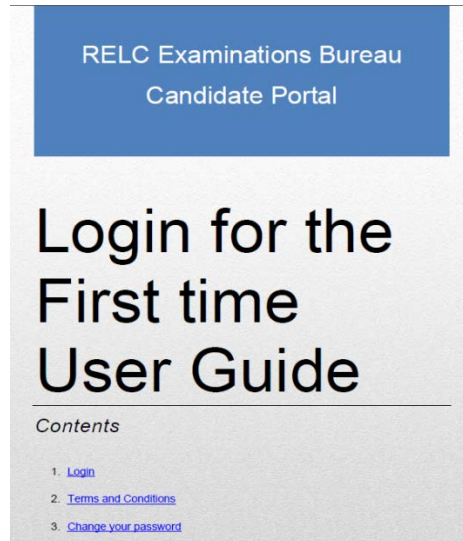 RELC Examinations Bureau
Candidate Portal
Login for the
First time
User Guide
Contents
1. Login
2. Terms and Conditions
3. Change your password